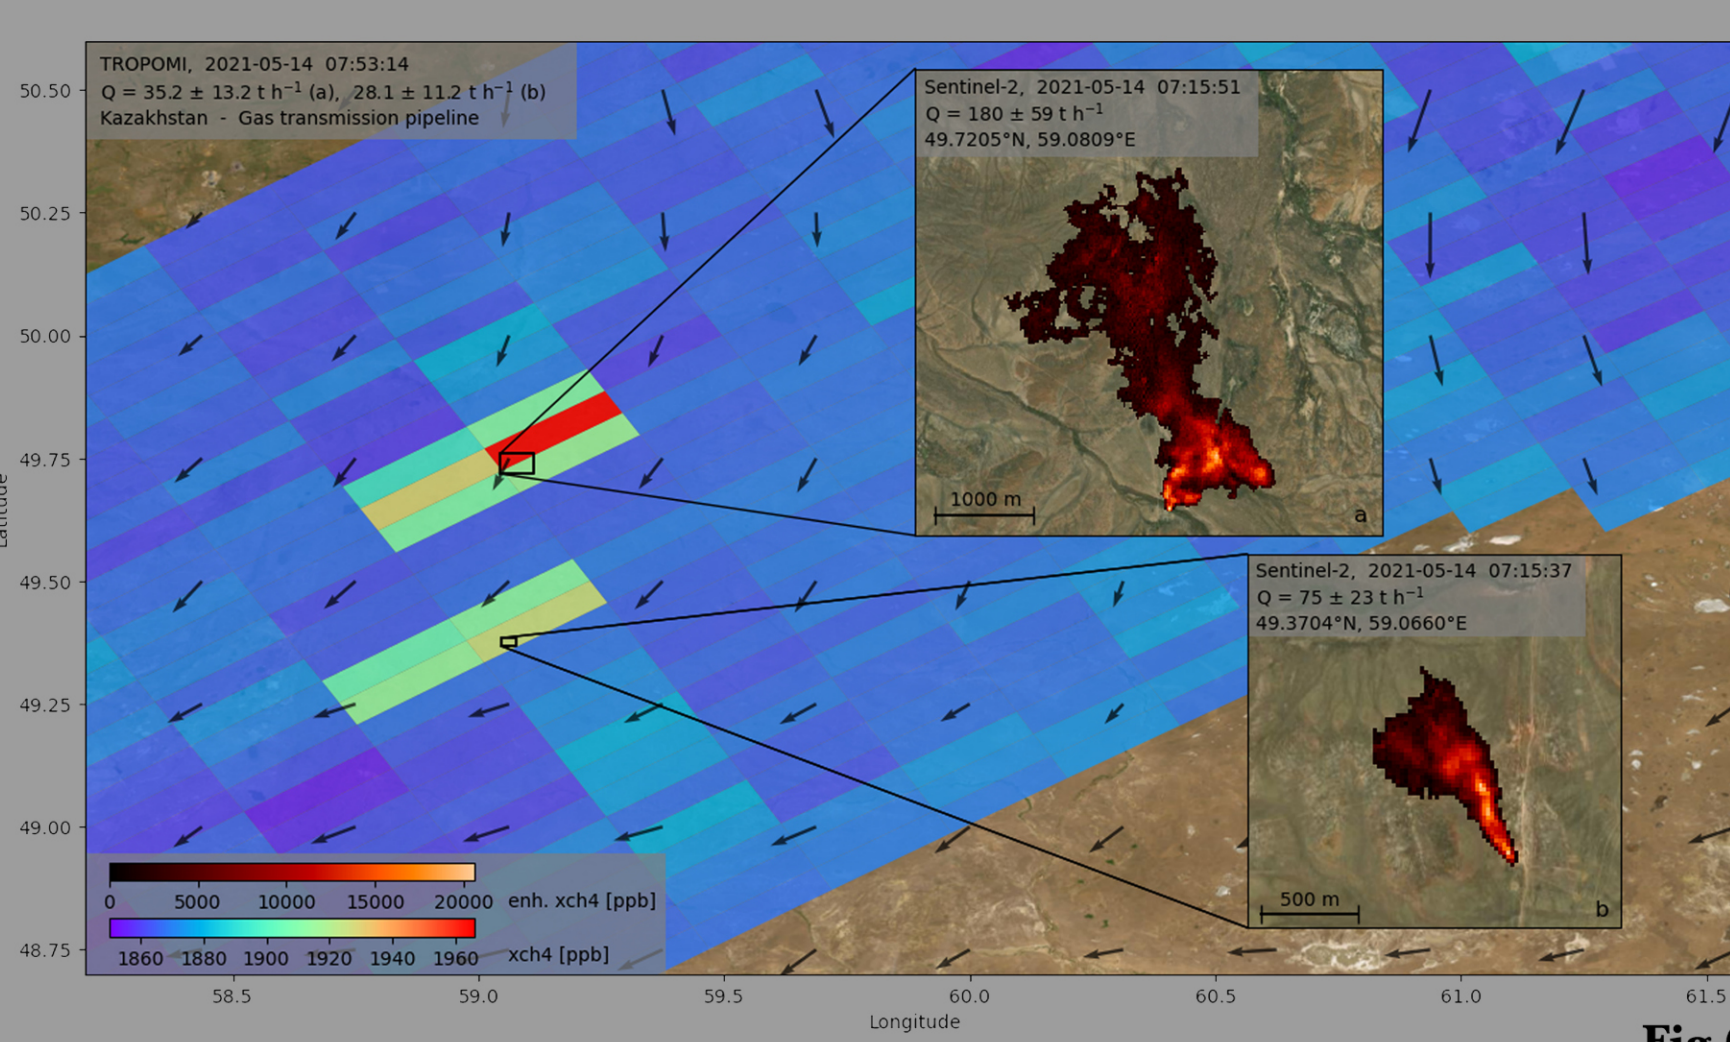 TROPOMI, 2021-05-14 07:53:14
Q = 35.2 ± 13.2 t h⁻¹ (a), 28.1 ± 11.2 t h⁻¹ (b)
Kazakhstan - Gas transmission pipeline
Sentinel-2, 2021-05-14 07:15:51
Q = 180 ± 59 t h⁻¹
49.7205°N, 59.0809°E
1000 m
a
Sentinel-2, 2021-05-14 07:15:37
Q = 75 ± 23 t h⁻¹
49.3704°N, 59.0660°E
500 m
b
50.50
50.25
50.00
49.75
49.50
49.25
49.00
48.75
Latitude
0 5000 10000 15000 20000 enh. xch4 [ppb]
1860 1880 1900 1920 1940 1960 xch4 [ppb]
58.5 59.0 59.5 60.0 60.5 61.0 61.5
Longitude